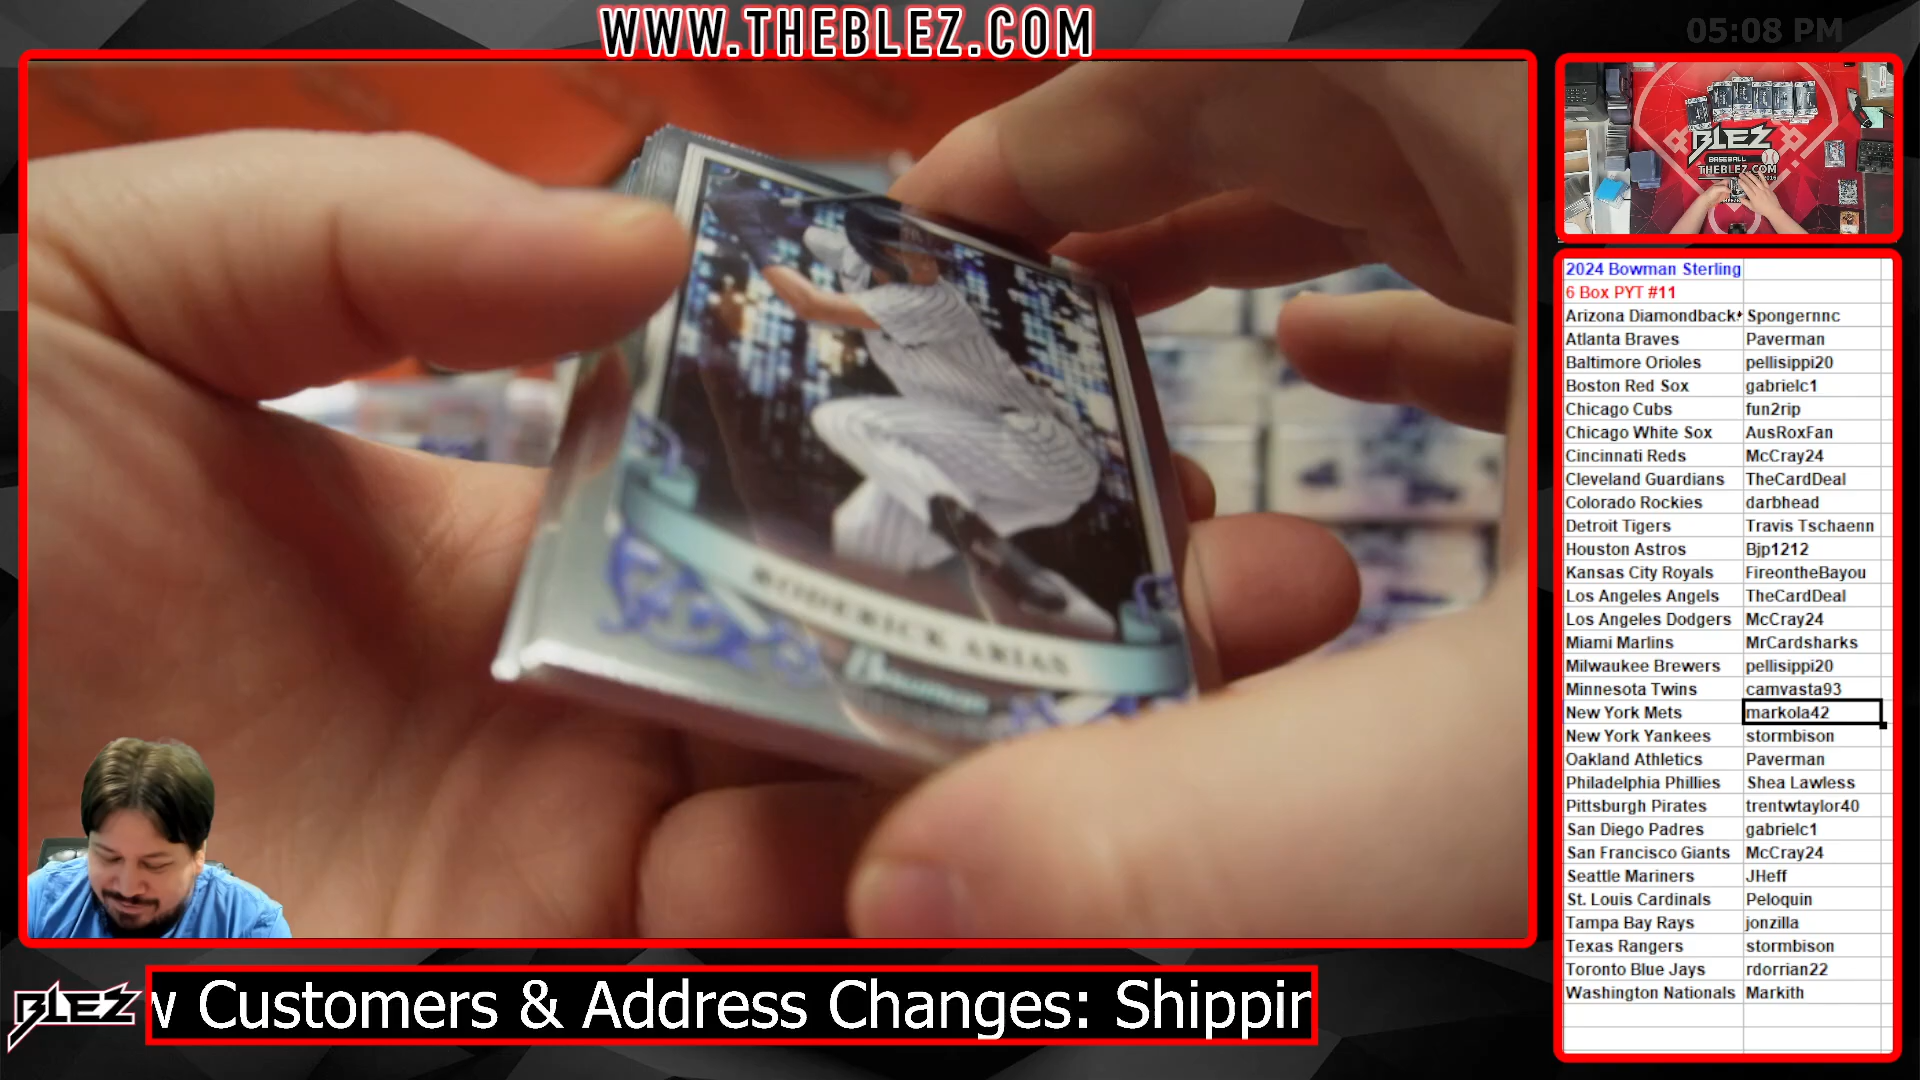 WWW.THEBLEZ.COM
05:08 PM
RODERICK ARIAS
Bowman
BLEZ
BASEBALL
THEBLEZ.COM
2024 Bowman Sterling
6 Box PYT #11
Arizona Diamondback Spongernnc
Atlanta Braves Paverman
Baltimore Orioles pellisippi20
Boston Red Sox gabrielc1
Chicago Cubs fun2rip
Chicago White Sox AusRoxFan
Cincinnati Reds McCray24
Cleveland Guardians TheCardDeal
Colorado Rockies darbhead
Detroit Tigers Travis Tschaenn
Houston Astros Bjp1212
Kansas City Royals FireontheBayou
Los Angeles Angels TheCardDeal
Los Angeles Dodgers McCray24
Miami Marlins MrCardsharks
Milwaukee Brewers pellisippi20
Minnesota Twins camvasta93
New York Mets markola42
New York Yankees stormbison
Oakland Athletics Paverman
Philadelphia Phillies Shea Lawless
Pittsburgh Pirates trentwtaylor40
San Diego Padres gabrielc1
San Francisco Giants McCray24
Seattle Mariners JHeff
St. Louis Cardinals Peloquin
Tampa Bay Rays jonzilla
Texas Rangers stormbison
Toronto Blue Jays rdorrian22
Washington Nationals Markith
BLEZ
w Customers & Address Changes: Shippin